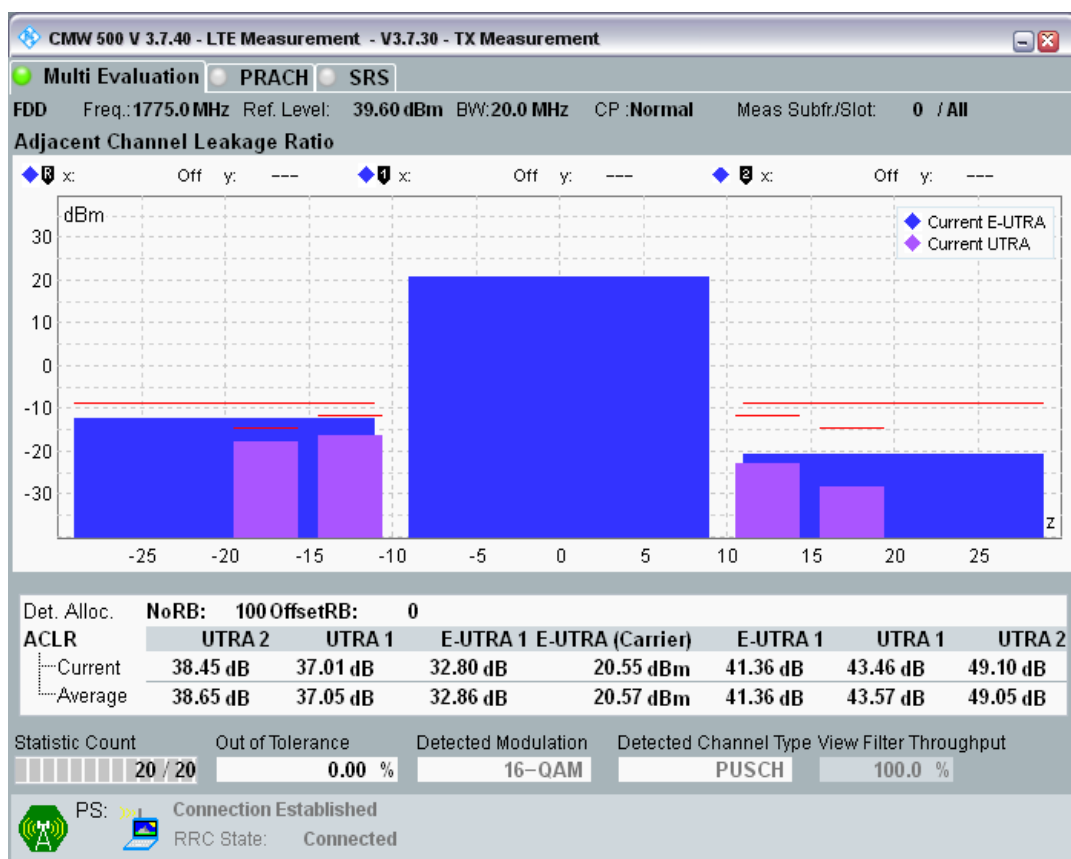 CMW 500 V 3.7.40 - LTE Measurement - V3.7.30 - TX Measurement
Multi Evaluation PRACH SRS
FDD Freq.: 1775.0 MHz Ref. Level: 39.60 dBm BW: 20.0 MHz CP : Normal Meas Subfr./Slot: 0 / All
Adjacent Channel Leakage Ratio
R x: Off y: --- 1 x: Off y: --- 2 x: Off y: ---
dBm
Current E-UTRA
Current UTRA
30
20
10
0
-10
-20
-30
z
-25 -20 -15 -10 -5 0 5 10 15 20 25
Det. Alloc. NoRB: 100 OffsetRB: 0
ACLR UTRA 2 UTRA 1 E-UTRA 1 E-UTRA (Carrier) E-UTRA 1 UTRA 1 UTRA 2
Current 38.45 dB 37.01 dB 32.80 dB 20.55 dBm 41.36 dB 43.46 dB 49.10 dB
Average 38.65 dB 37.05 dB 32.86 dB 20.57 dBm 41.36 dB 43.57 dB 49.05 dB
Statistic Count Out of Tolerance Detected Modulation Detected Channel Type View Filter Throughput
20 / 20 0.00 % 16-QAM PUSCH 100.0 %
PS: Connection Established
RRC State: Connected